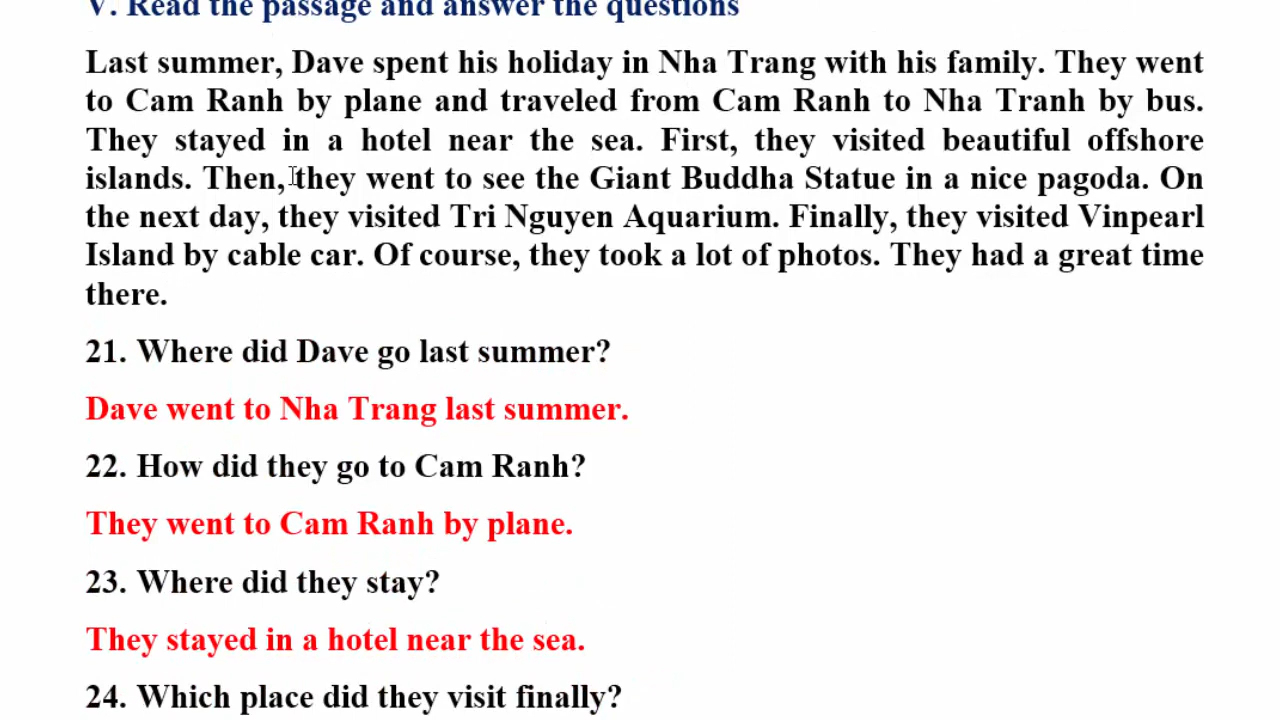 V. Read the passage and answer the questions
Last summer, Dave spent his holiday in Nha Trang with his family. They went
to Cam Ranh by plane and traveled from Cam Ranh to Nha Tranh by bus.
They stayed in a hotel near the sea. First, they visited beautiful offshore
islands. Then, they went to see the Giant Buddha Statue in a nice pagoda. On
the next day, they visited Tri Nguyen Aquarium. Finally, they visited Vinpearl
Island by cable car. Of course, they took a lot of photos. They had a great time
there.
21. Where did Dave go last summer?
Dave went to Nha Trang last summer.
22. How did they go to Cam Ranh?
They went to Cam Ranh by plane.
23. Where did they stay?
They stayed in a hotel near the sea.
24. Which place did they visit finally?